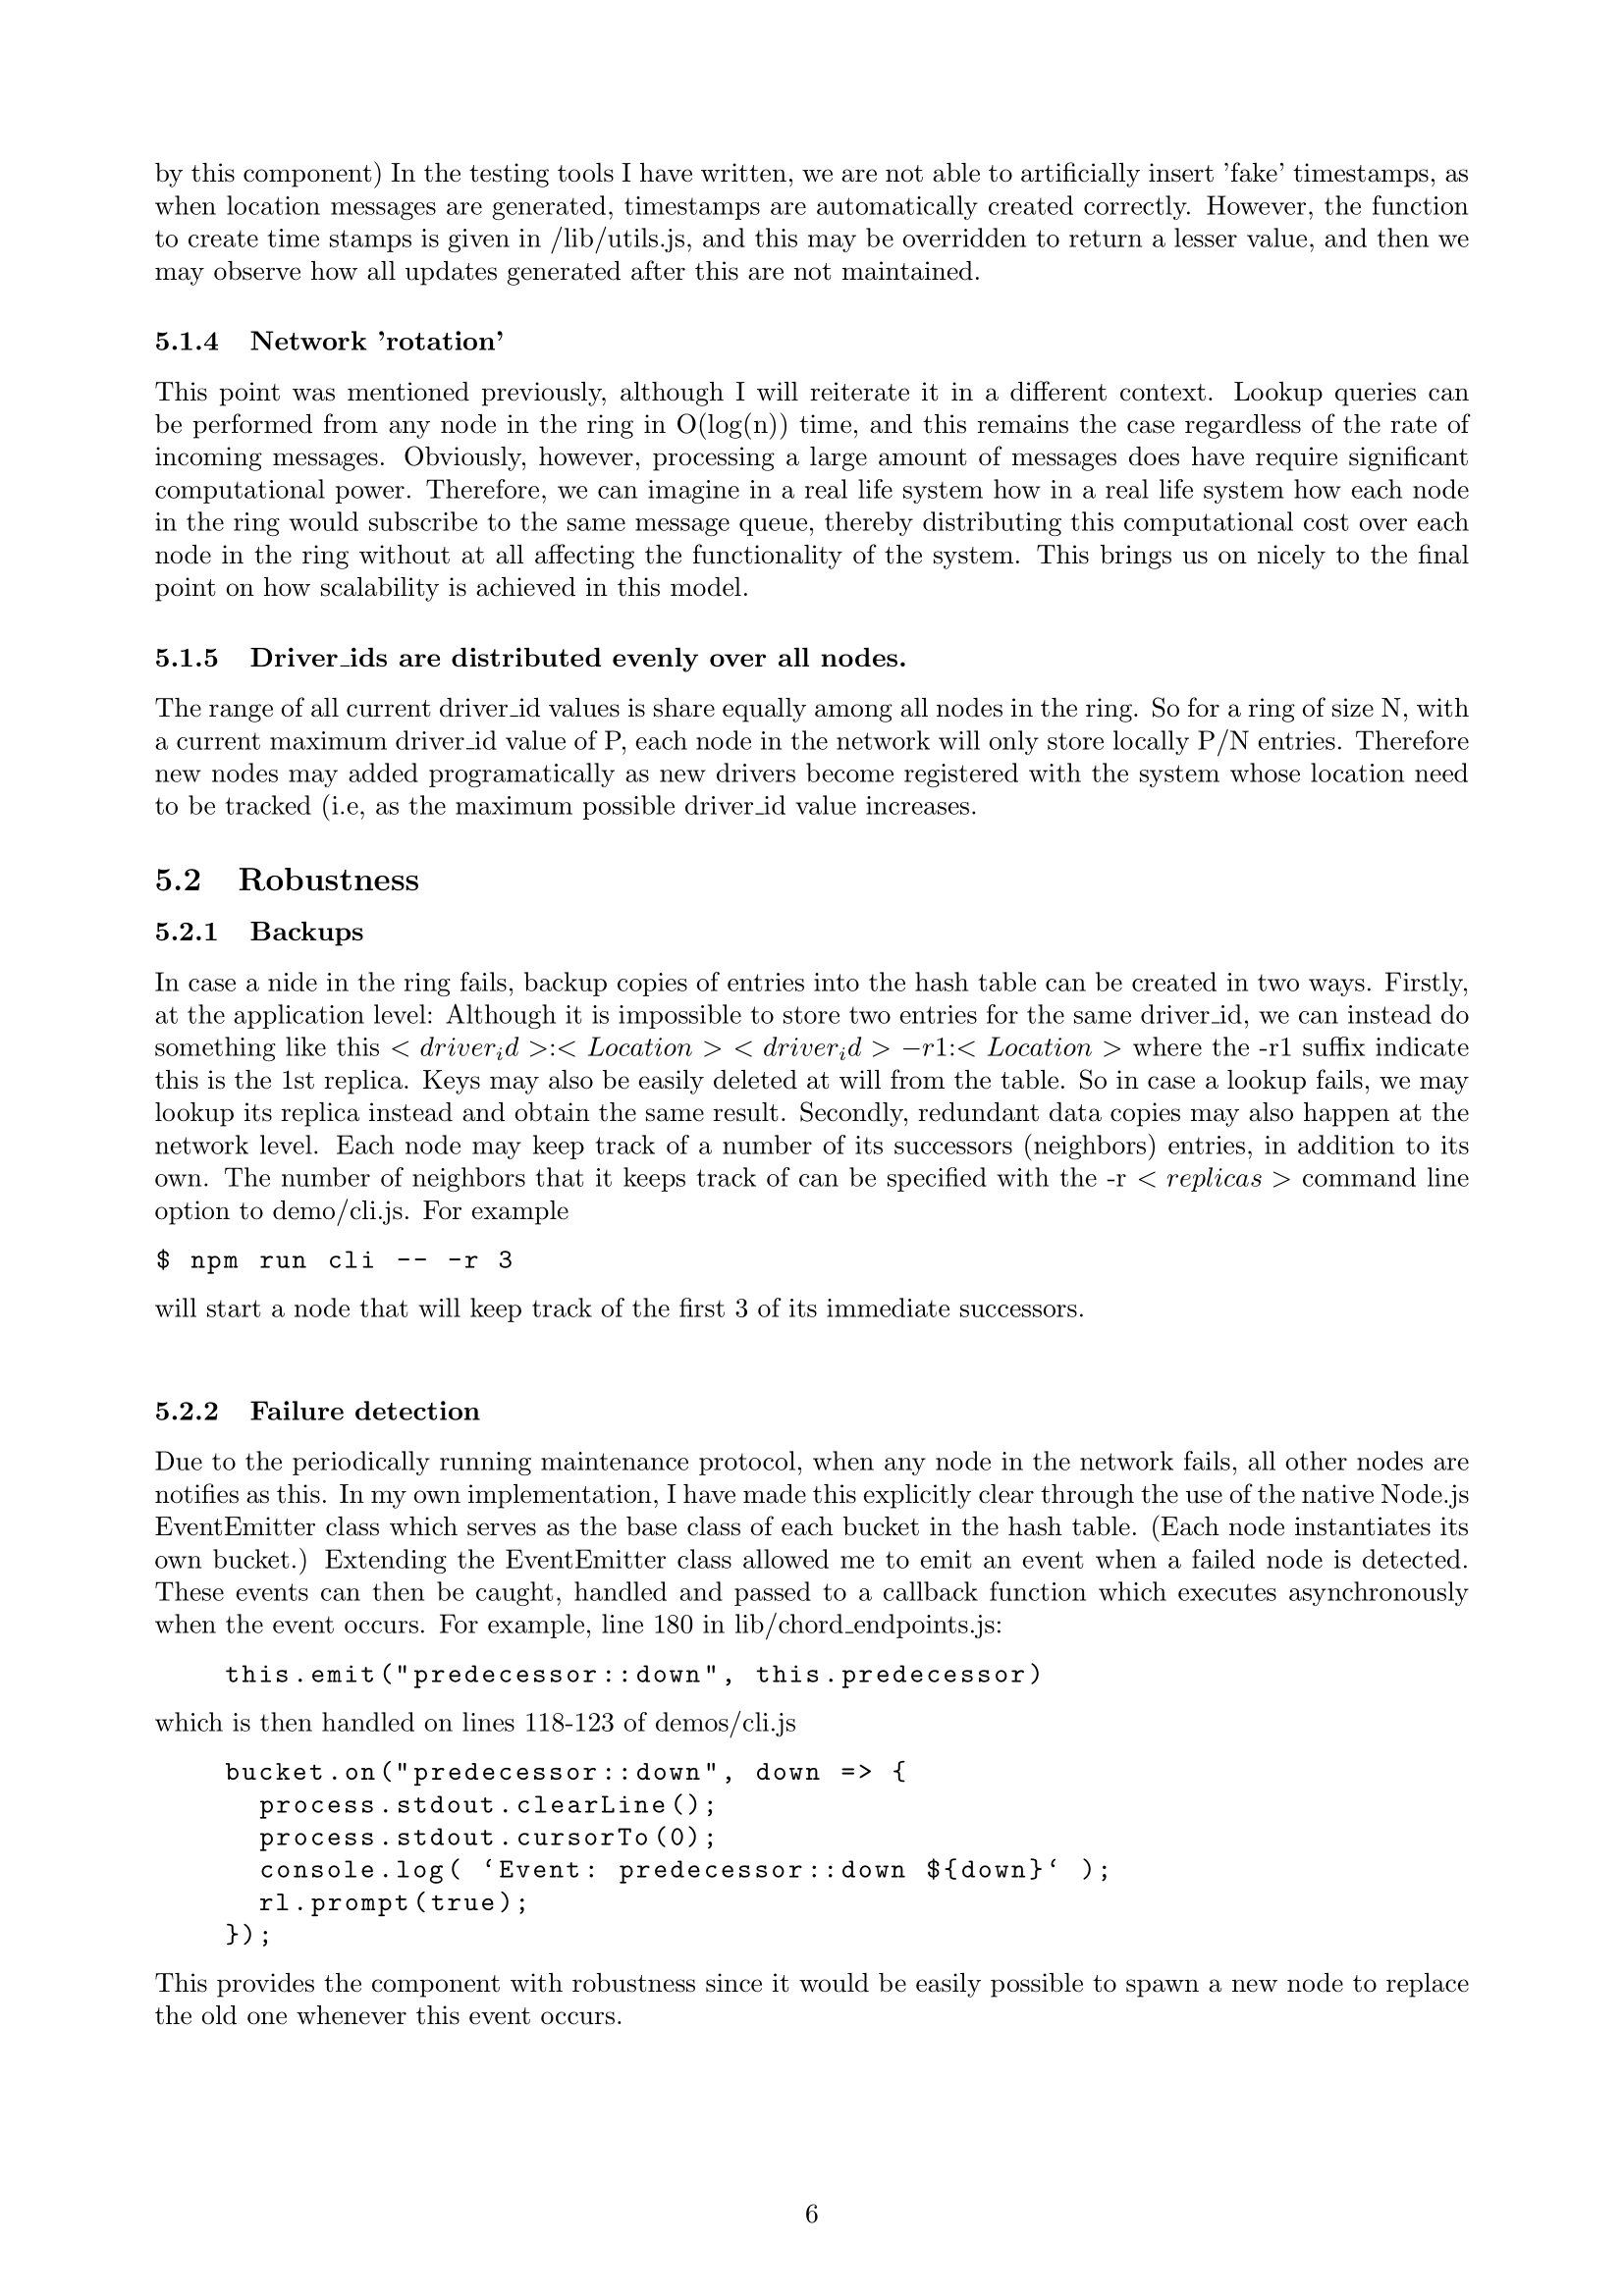 by this component) In the testing tools I have written, we are not able to artificially insert ’fake’ timestamps, as
when location messages are generated, timestamps are automatically created correctly. However, the function
to create time stamps is given in /lib/utils.js, and this may be overridden to return a lesser value, and then we
may observe how all updates generated after this are not maintained.
5.1.4 Network ’rotation’
This point was mentioned previously, although I will reiterate it in a different context. Lookup queries can
be performed from any node in the ring in O(log(n)) time, and this remains the case regardless of the rate of
incoming messages. Obviously, however, processing a large amount of messages does have require significant
computational power. Therefore, we can imagine in a real life system how in a real life system how each node
in the ring would subscribe to the same message queue, thereby distributing this computational cost over each
node in the ring without at all affecting the functionality of the system. This brings us on nicely to the final
point on how scalability is achieved in this model.
5.1.5 Driver_ids are distributed evenly over all nodes.
The range of all current driver_id values is share equally among all nodes in the ring. So for a ring of size N, with
a current maximum driver_id value of P, each node in the network will only store locally P/N entries. Therefore
new nodes may added programatically as new drivers become registered with the system whose location need
to be tracked (i.e, as the maximum possible driver_id value increases.
5.2 Robustness
5.2.1 Backups
In case a nide in the ring fails, backup copies of entries into the hash table can be created in two ways. Firstly,
at the application level: Although it is impossible to store two entries for the same driver_id, we can instead do
something like this < driver_id >:< Location > < driver_id > −r1:< Location > where the -r1 suffix indicate
this is the 1st replica. Keys may also be easily deleted at will from the table. So in case a lookup fails, we may
lookup its replica instead and obtain the same result. Secondly, redundant data copies may also happen at the
network level. Each node may keep track of a number of its successors (neighbors) entries, in addition to its
own. The number of neighbors that it keeps track of can be specified with the -r < replicas > command line
option to demo/cli.js. For example
$ npm run cli -- -r 3
will start a node that will keep track of the first 3 of its immediate successors.
5.2.2 Failure detection
Due to the periodically running maintenance protocol, when any node in the network fails, all other nodes are
notifies as this. In my own implementation, I have made this explicitly clear through the use of the native Node.js
EventEmitter class which serves as the base class of each bucket in the hash table. (Each node instantiates its
own bucket.) Extending the EventEmitter class allowed me to emit an event when a failed node is detected.
These events can then be caught, handled and passed to a callback function which executes asynchronously
when the event occurs. For example, line 180 in lib/chord_endpoints.js:
this.emit("predecessor::down", this.predecessor)
which is then handled on lines 118-123 of demos/cli.js
bucket.on("predecessor::down", down => {
process.stdout.clearLine();
process.stdout.cursorTo(0);
console.log( ‘Event: predecessor::down ${down}‘ );
rl.prompt(true);
});
This provides the component with robustness since it would be easily possible to spawn a new node to replace
the old one whenever this event occurs.
6